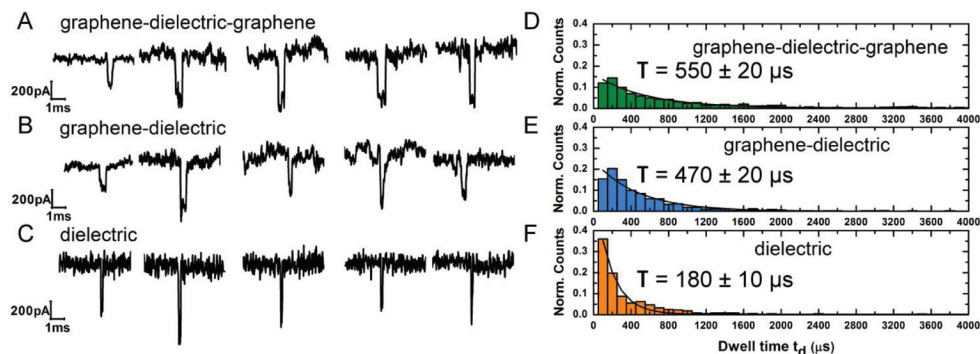 A graphene-dielectric-graphene
200pA
1ms
B graphene-dielectric
200pA
1ms
C dielectric
200pA
1ms
D
Norm. Counts
0.4
0.3
0.2
0.1
0.0
graphene-dielectric-graphene
T = 550 ± 20 µs
0 400 800 1200 1600 2000 2400 2800 3200 3600 4000
E
Norm. Counts
0.4
0.3
0.2
0.1
0.0
graphene-dielectric
T = 470 ± 20 µs
0 400 800 1200 1600 2000 2400 2800 3200 3600 4000
F
Norm. Counts
0.4
0.3
0.2
0.1
0.0
dielectric
T = 180 ± 10 µs
0 400 800 1200 1600 2000 2400 2800 3200 3600 4000
Dwell time td (µs)